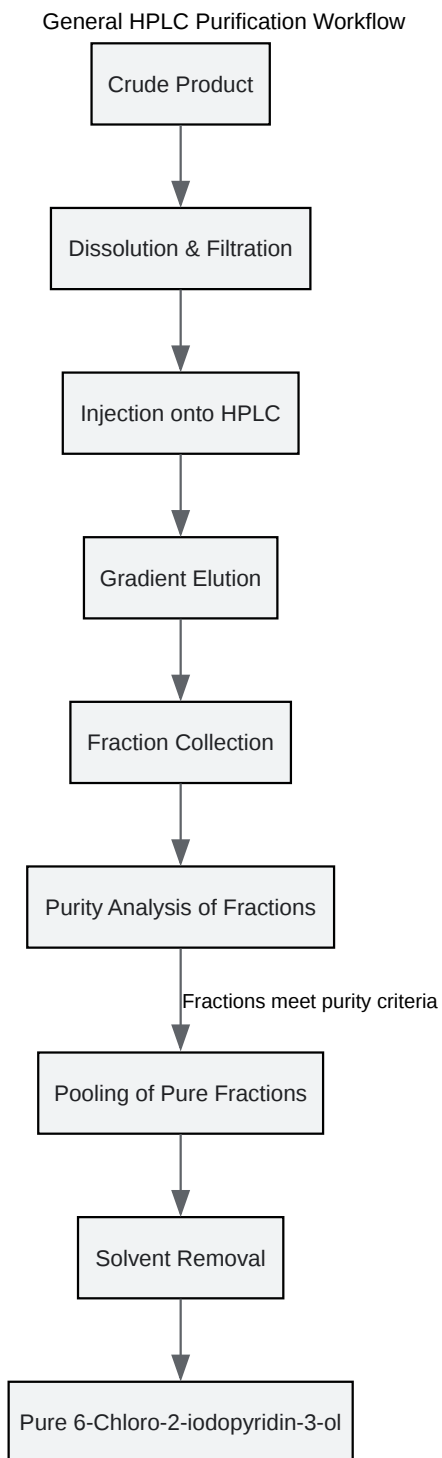 General HPLC Purification Workflow
Crude Product
Dissolution & Filtration
Injection onto HPLC
Gradient Elution
Fraction Collection
Purity Analysis of Fractions
Fractions meet purity criteria
Pooling of Pure Fractions
Solvent Removal
Pure 6-Chloro-2-iodopyridin-3-ol